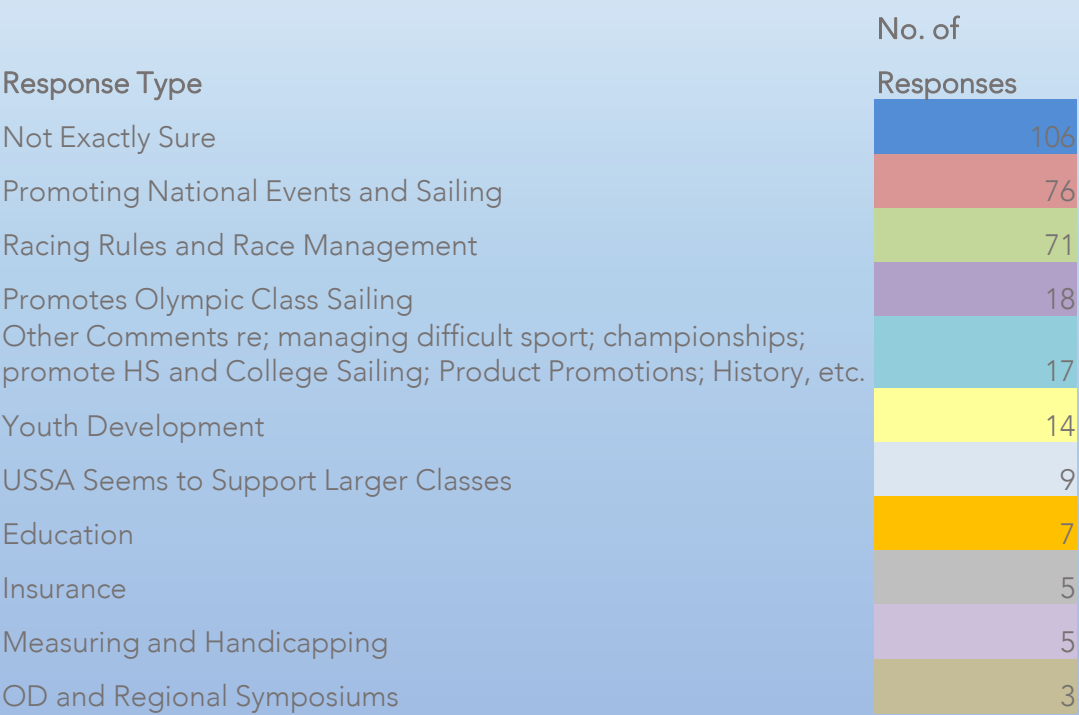 No. of
Response Type Responses
Not Exactly Sure 106
Promoting National Events and Sailing 76
Racing Rules and Race Management 71
Promotes Olympic Class Sailing 18
Other Comments re; managing difficult sport; championships;
promote HS and College Sailing; Product Promotions; History, etc. 17
Youth Development 14
USSA Seems to Support Larger Classes 9
Education 7
Insurance 5
Measuring and Handicapping 5
OD and Regional Symposiums 3